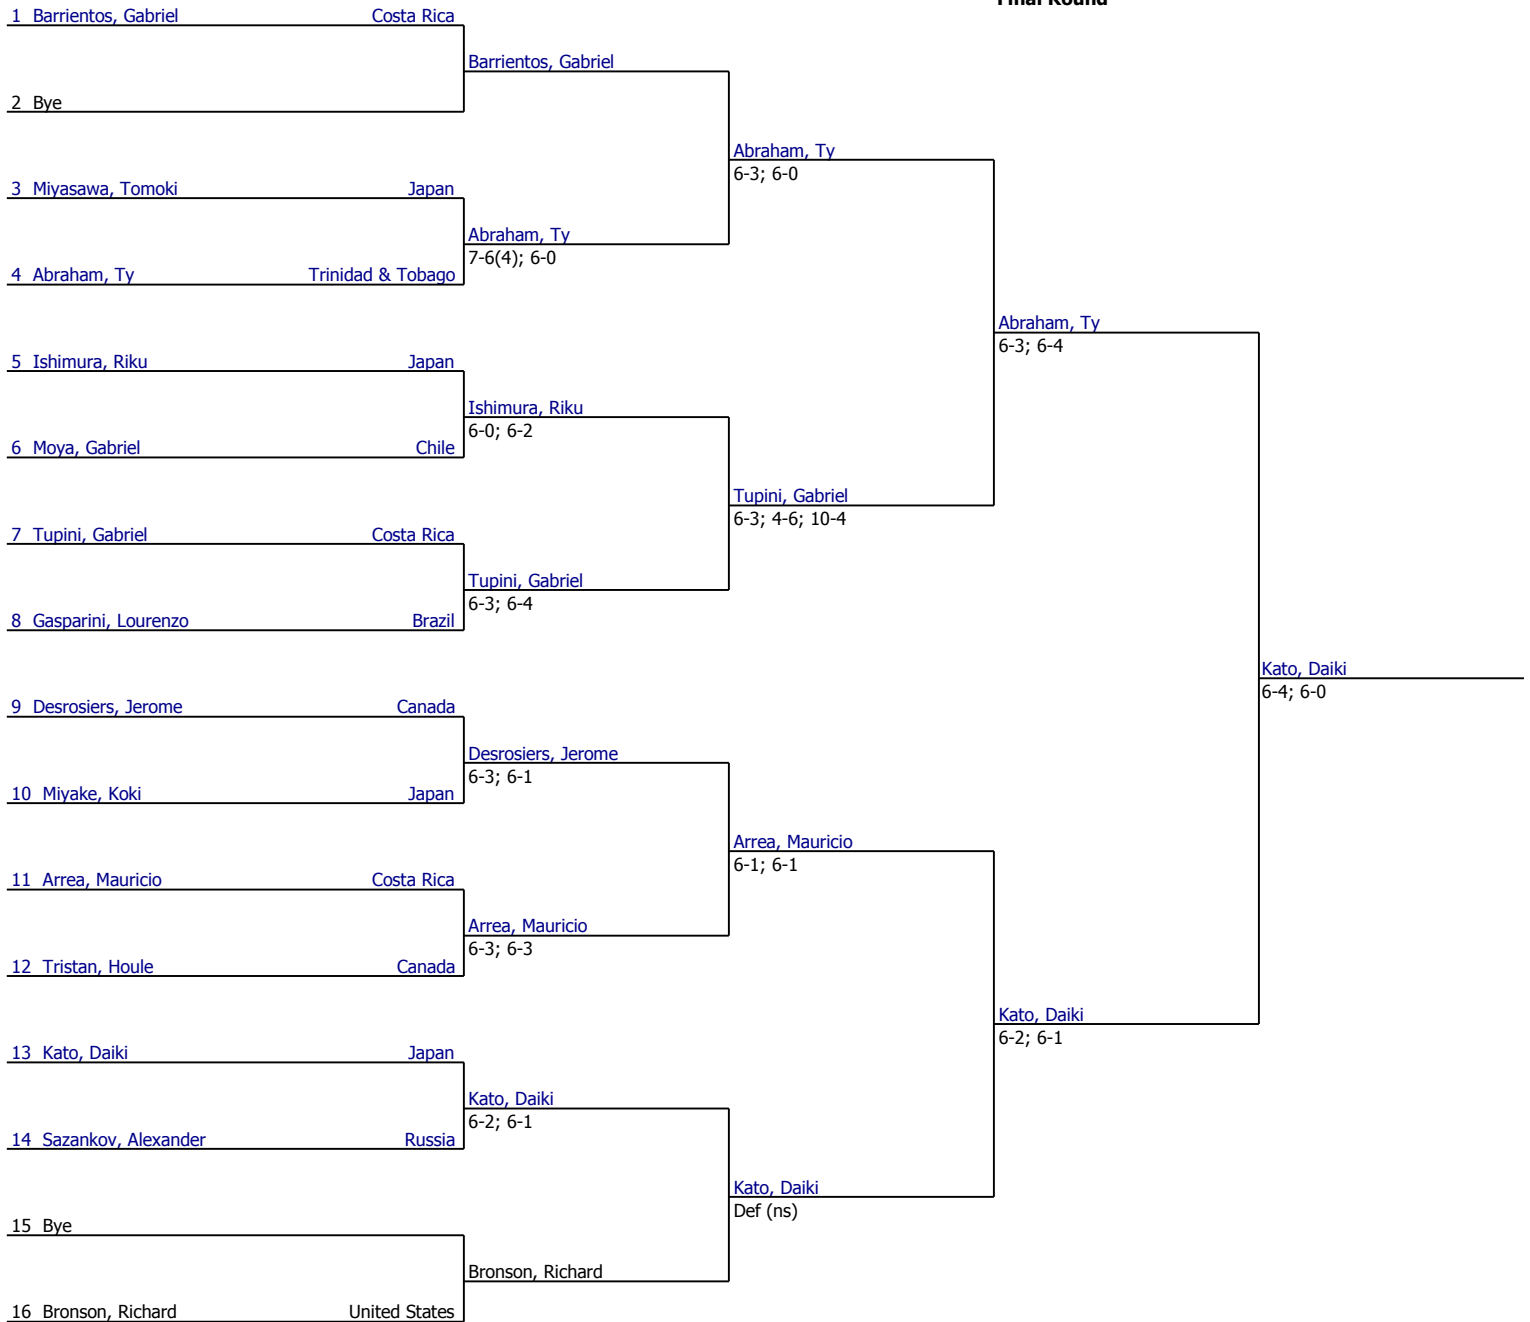 Final Round
1 Barrientos, Gabriel Costa Rica
Barrientos, Gabriel
2 Bye
Abraham, Ty
6-3; 6-0
3 Miyasawa, Tomoki Japan
Abraham, Ty
7-6(4); 6-0
4 Abraham, Ty Trinidad & Tobago
Abraham, Ty
6-3; 6-4
5 Ishimura, Riku Japan
Ishimura, Riku
6-0; 6-2
6 Moya, Gabriel Chile
Tupini, Gabriel
6-3; 4-6; 10-4
7 Tupini, Gabriel Costa Rica
Tupini, Gabriel
6-3; 6-4
8 Gasparini, Lourenzo Brazil
Kato, Daiki
6-4; 6-0
9 Desrosiers, Jerome Canada
Desrosiers, Jerome
6-3; 6-1
10 Miyake, Koki Japan
Arrea, Mauricio
6-1; 6-1
11 Arrea, Mauricio Costa Rica
Arrea, Mauricio
6-3; 6-3
12 Tristan, Houle Canada
Kato, Daiki
6-2; 6-1
13 Kato, Daiki Japan
Kato, Daiki
6-2; 6-1
14 Sazankov, Alexander Russia
Kato, Daiki
Def (ns)
15 Bye
Bronson, Richard
16 Bronson, Richard United States